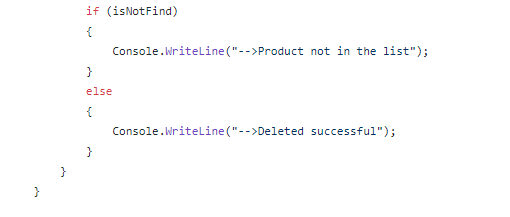 if (isNotFind)
{
Console.WriteLine("-->Product not in the list");
}
else
{
Console.WriteLine("-->Deleted successful");
}
}
}